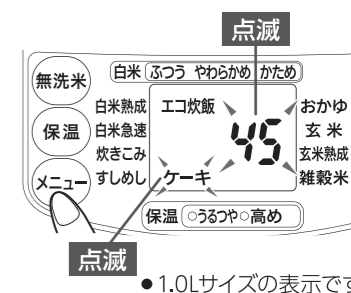 点滅
無洗米
白米 ふつう やわらかめ かため
白米熟成 エコ炊飯 おかゆ
保温 白米急速 45 玄米
炊きこみ 玄米熟成
メニュー すしめし ケーキ 雑穀米
保温 ○うるつや○高め
点滅
●1.0Lサイズの表示です